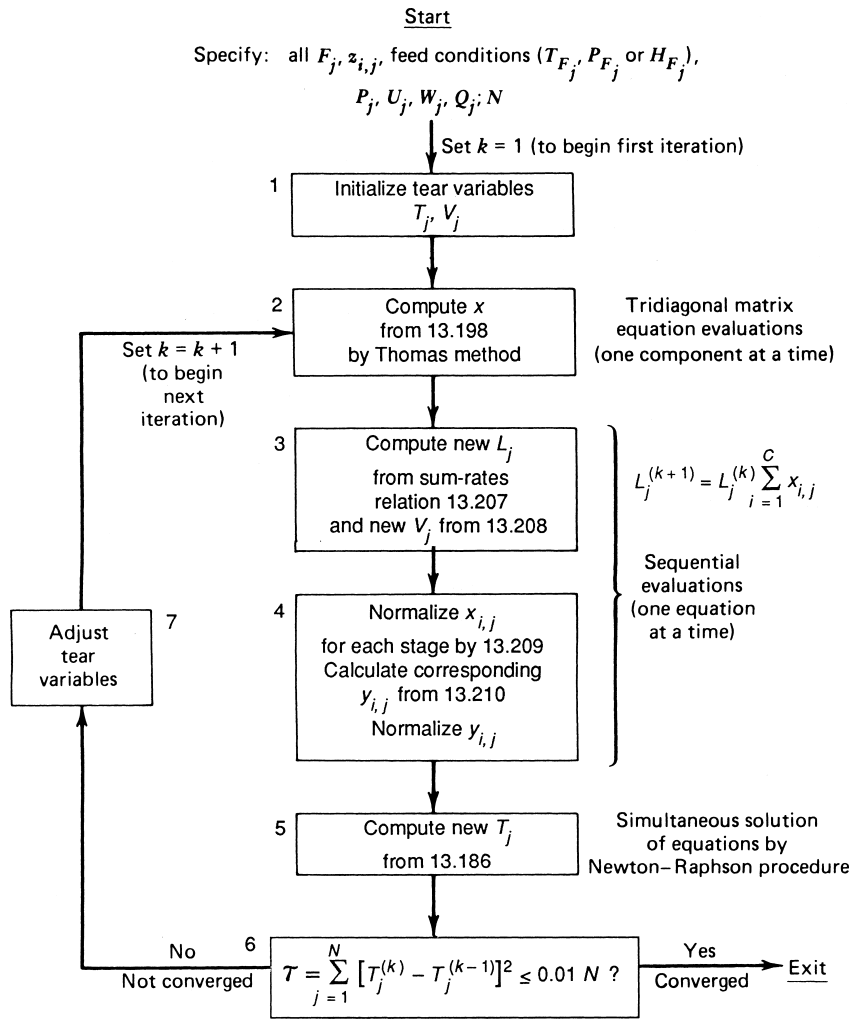 Start
Specify: all F_j, z_{i,j}, feed conditions (T_{F_j}, P_{F_j} or H_{F_j}),
P_j, U_j, W_j, Q_j; N
Set k = 1 (to begin first iteration)
1
Initialize tear variables
T_j, V_j
2
Compute x
from 13.198
by Thomas method
Tridiagonal matrix
equation evaluations
(one component at a time)
Set k = k + 1
(to begin
next
iteration)
3
Compute new L_j
from sum-rates
relation 13.207
and new V_j from 13.208
L_j^{(k + 1)} = L_j^{(k)} \sum_{i = 1}^{C} x_{i,j}
Sequential
evaluations
(one equation
at a time)
4
Normalize x_{i,j}
for each stage by 13.209
Calculate corresponding
y_{i,j} from 13.210
Normalize y_{i,j}
7
Adjust
tear
variables
5
Compute new T_j
from 13.186
Simultaneous solution
of equations by
Newton–Raphson procedure
6
τ = \sum_{j = 1}^{N} [T_j^{(k)} − T_j^{(k−1)}]^2 ≤ 0.01 N ?
No
Not converged
Yes
Converged
Exit